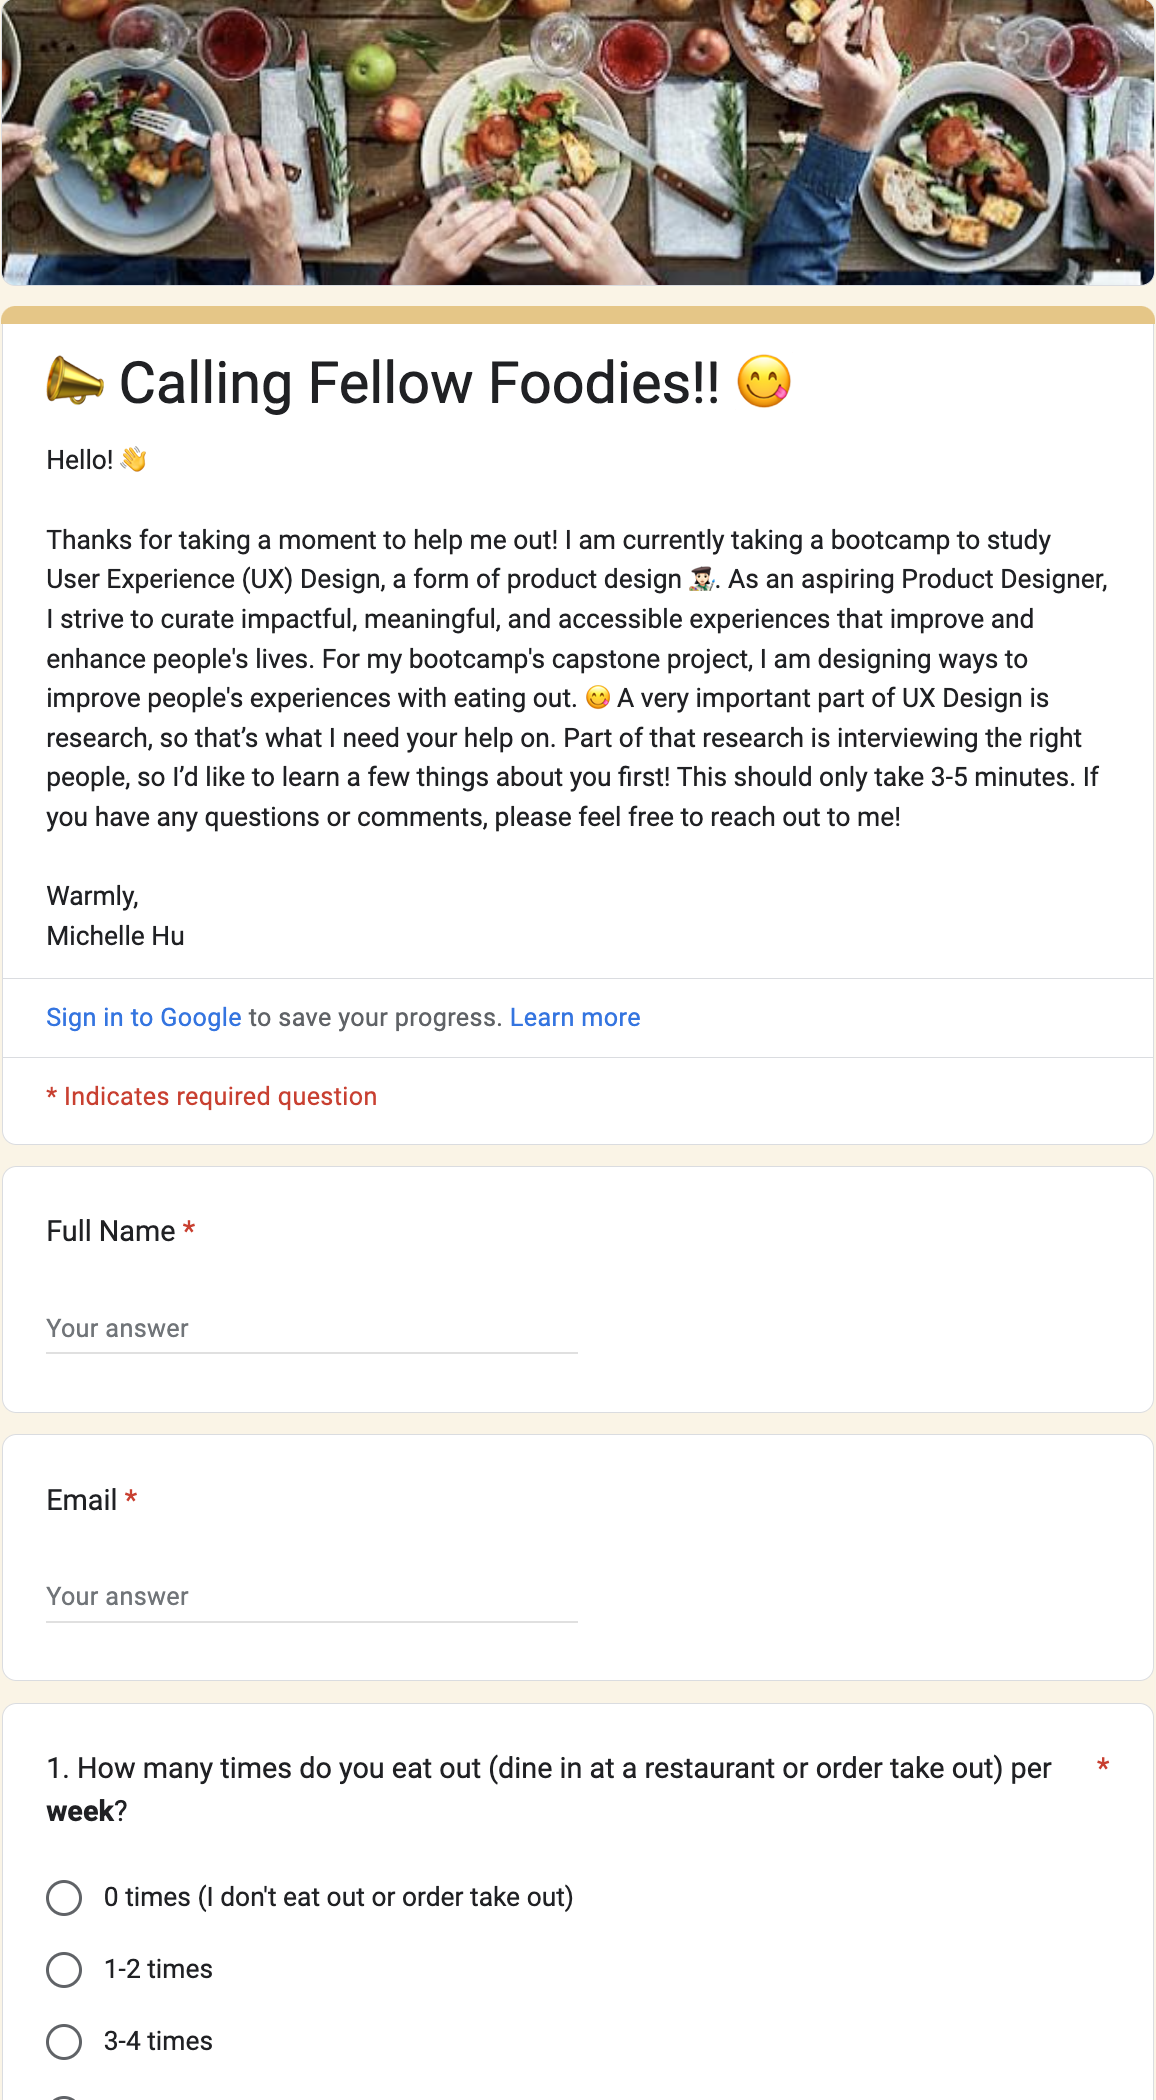 📣 Calling Fellow Foodies!! 😋
Hello! 👋
Thanks for taking a moment to help me out! I am currently taking a bootcamp to study
User Experience (UX) Design, a form of product design 👩🏻‍🎨. As an aspiring Product Designer,
I strive to curate impactful, meaningful, and accessible experiences that improve and
enhance people's lives. For my bootcamp's capstone project, I am designing ways to
improve people's experiences with eating out. 😋 A very important part of UX Design is
research, so that’s what I need your help on. Part of that research is interviewing the right
people, so I’d like to learn a few things about you first! This should only take 3-5 minutes. If
you have any questions or comments, please feel free to reach out to me!
Warmly,
Michelle Hu
Sign in to Google to save your progress. Learn more
* Indicates required question
Full Name *
Your answer
Email *
Your answer
1. How many times do you eat out (dine in at a restaurant or order take out) per *
week?
0 times (I don't eat out or order take out)
1-2 times
3-4 times